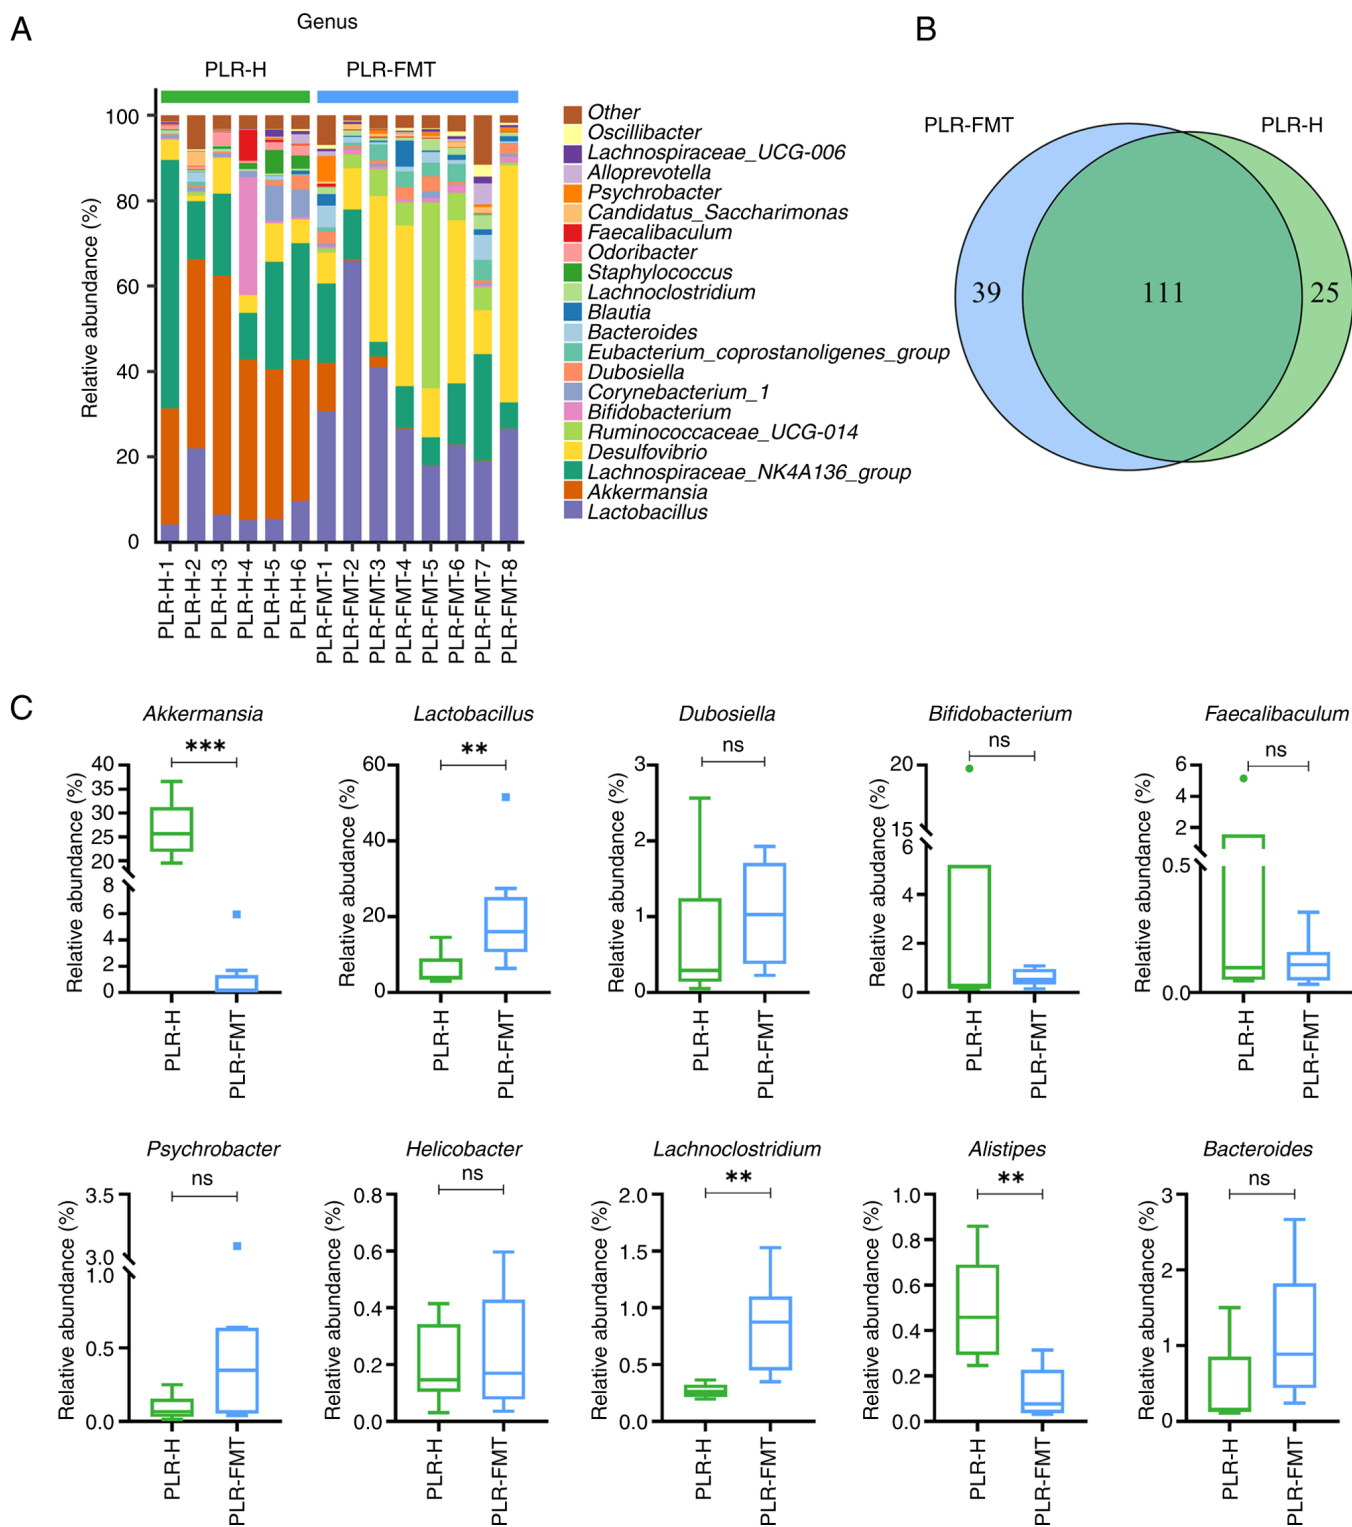 A
Genus
PLR-H
PLR-FMT
Relative abundance (%)
100
80
60
40
20
0
PLR-H-1
PLR-H-2
PLR-H-3
PLR-H-4
PLR-H-5
PLR-H-6
PLR-FMT-1
PLR-FMT-2
PLR-FMT-3
PLR-FMT-4
PLR-FMT-5
PLR-FMT-6
PLR-FMT-7
PLR-FMT-8
Other
Oscillibacter
Lachnospiraceae_UCG-006
Alloprevotella
Psychrobacter
Candidatus_Saccharimonas
Faecalibaculum
Odoribacter
Staphylococcus
Lachnoclostridium
Blautia
Bacteroides
Eubacterium_coprostanoligenes_group
Dubosiella
Corynebacterium_1
Bifidobacterium
Ruminococcaceae_UCG-014
Desulfovibrio
Lachnospiraceae_NK4A136_group
Akkermansia
Lactobacillus
B
PLR-FMT
PLR-H
39
111
25
C
Akkermansia
***
Relative abundance (%)
40
35
30
25
20
8
6
4
2
0
PLR-H
PLR-FMT
Lactobacillus
**
Relative abudance (%)
60
40
20
0
PLR-H
PLR-FMT
Dubosiella
ns
Relative abundance (%)
3
2
1
0
PLR-H
PLR-FMT
Bifidobacterium
ns
Relative abudance (%)
20
15
6
4
2
0
PLR-H
PLR-FMT
Faecalibaculum
ns
Relative abundance (%)
6
4
2
0.5
0.0
PLR-H
PLR-FMT
Psychrobacter
ns
Relative abundance (%)
3.5
3.0
1.0
0.5
0.0
PLR-H
PLR-FMT
Helicobacter
ns
Relative abundance (%)
0.8
0.6
0.4
0.2
0.0
PLR-H
PLR-FMT
Lachnoclostridium
**
Relative abundance (%)
2.0
1.5
1.0
0.5
0.0
PLR-H
PLR-FMT
Alistipes
**
Relative abundance (%)
1.0
0.8
0.6
0.4
0.2
0.0
PLR-H
PLR-FMT
Bacteroides
ns
Relative abundance (%)
3
2
1
0
PLR-H
PLR-FMT